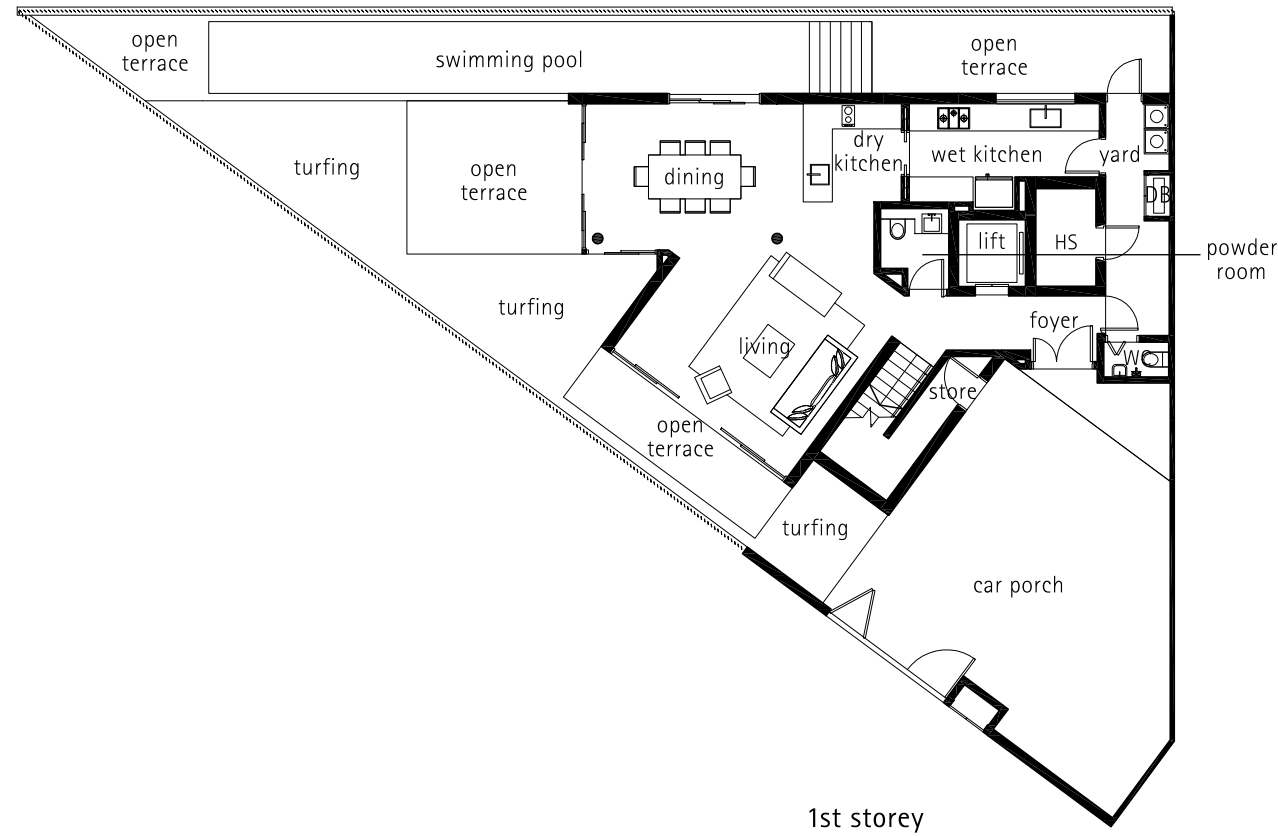 open
terrace
swimming pool
open
terrace
turfing
open
terrace
dining
dry
kitchen
wet kitchen
yard
DB
lift
HS
powder
room
turfing
foyer
living
WC
store
open
terrace
turfing
car porch
1st storey